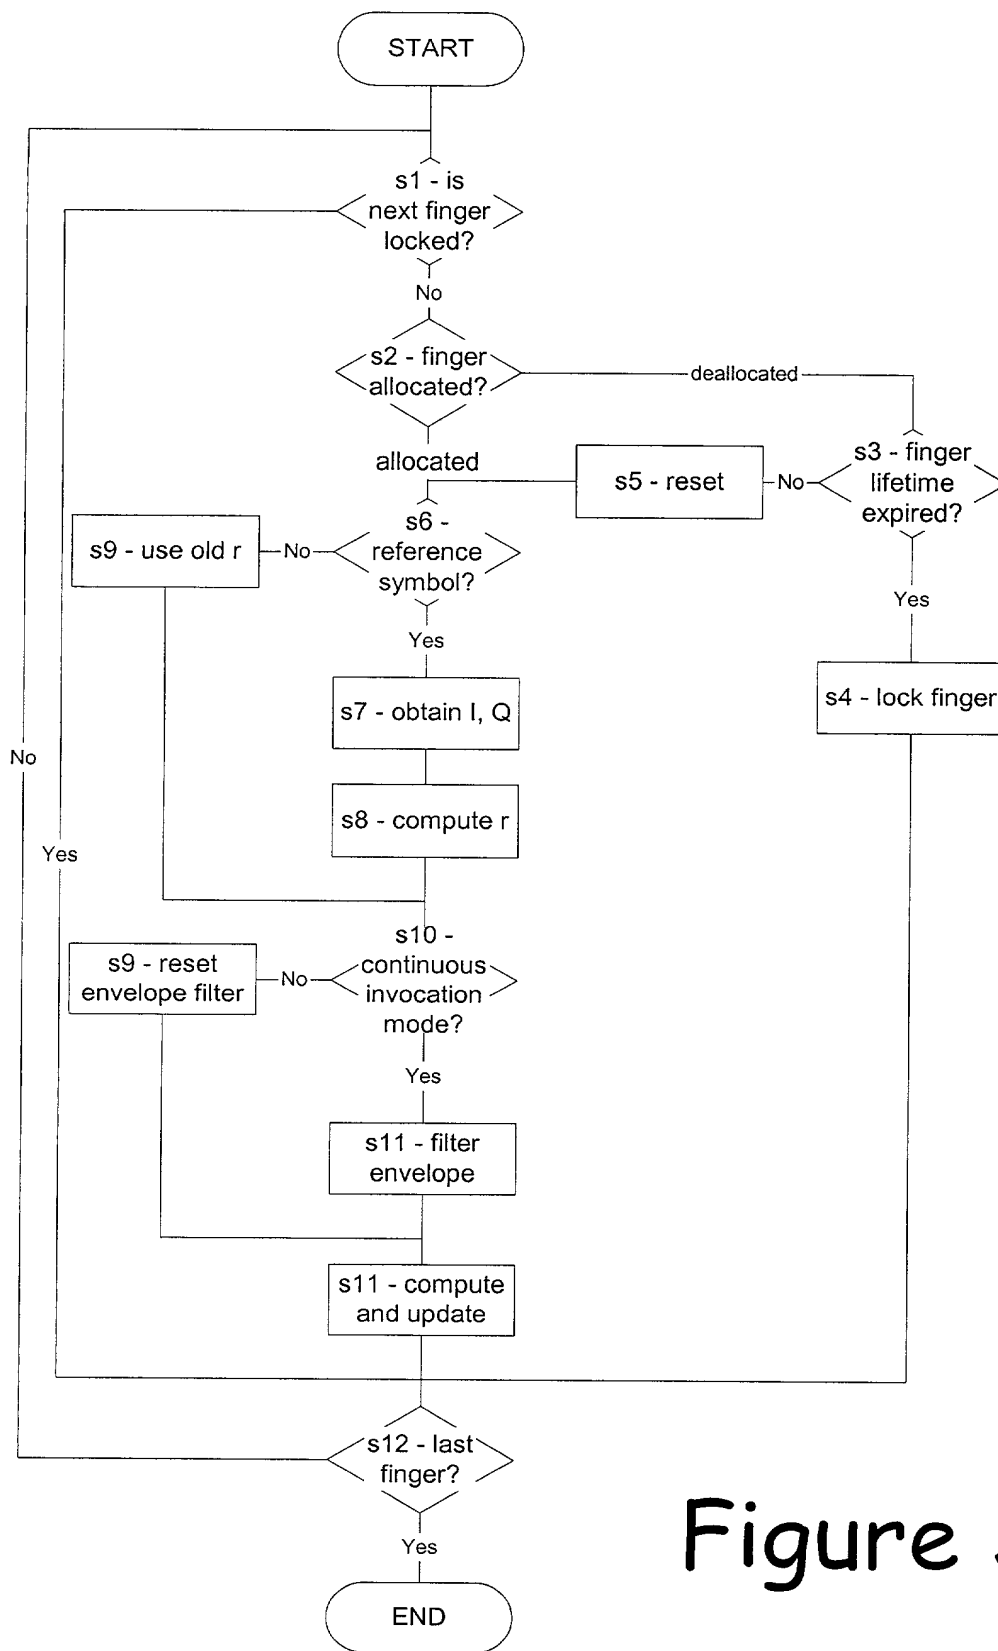 START
s1 - is
next finger
locked?
No
s2 - finger
allocated?
deallocated
allocated
s3 - finger
lifetime
expired?
No
s5 - reset
s6 -
reference
symbol?
No
s9 - use old r
Yes
Yes
s7 - obtain I, Q
s4 - lock finger
No
s8 - compute r
Yes
s10 -
continuous
invocation
mode?
No
s9 - reset
envelope filter
Yes
s11 - filter
envelope
s11 - compute
and update
s12 - last
finger?
Yes
END
Figure